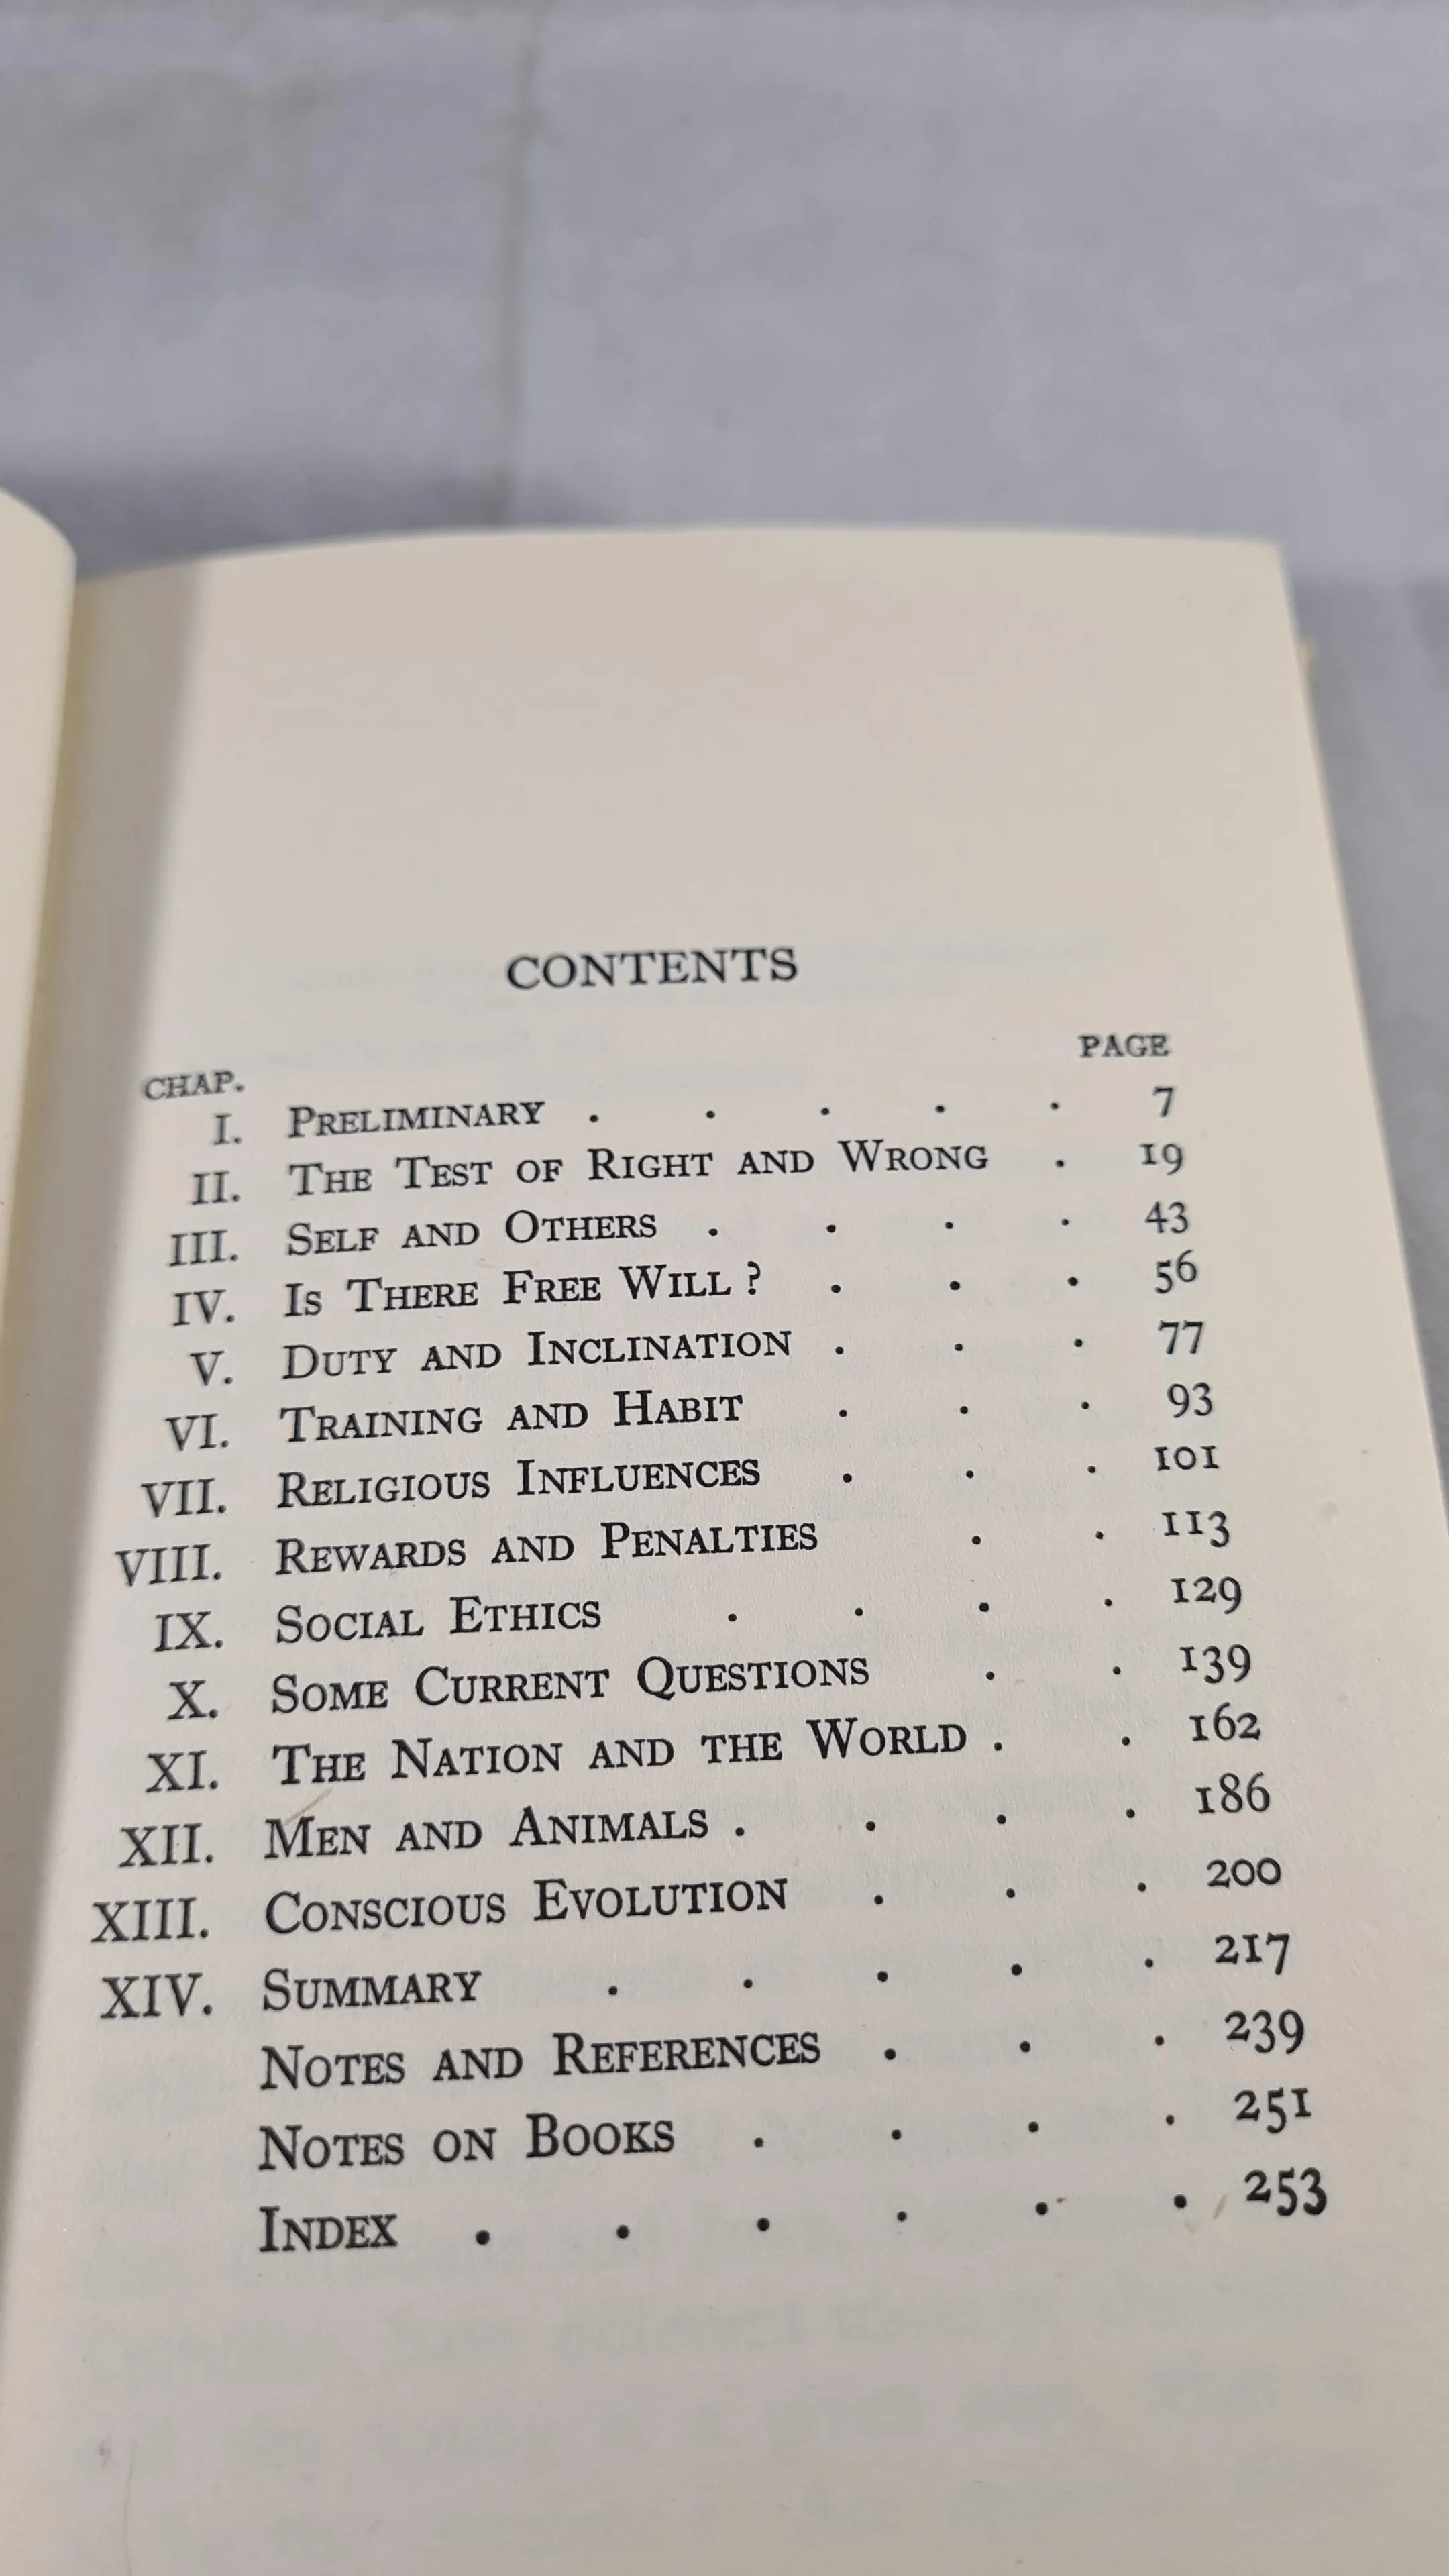 CONTENTS
CHAP. PAGE
I. PRELIMINARY . . . . . 7
II. THE TEST OF RIGHT AND WRONG . 19
III. SELF AND OTHERS . . . . 43
IV. IS THERE FREE WILL ? . . . 56
V. DUTY AND INCLINATION . . . 77
VI. TRAINING AND HABIT . . . 93
VII. RELIGIOUS INFLUENCES . . . 101
VIII. REWARDS AND PENALTIES . . 113
IX. SOCIAL ETHICS . . . . 129
X. SOME CURRENT QUESTIONS . . 139
XI. THE NATION AND THE WORLD . . 162
XII. MEN AND ANIMALS . . . . 186
XIII. CONSCIOUS EVOLUTION . . . 200
XIV. SUMMARY . . . . . 217
NOTES AND REFERENCES . . . 239
NOTES ON BOOKS . . . . 251
INDEX . . . . . . 253